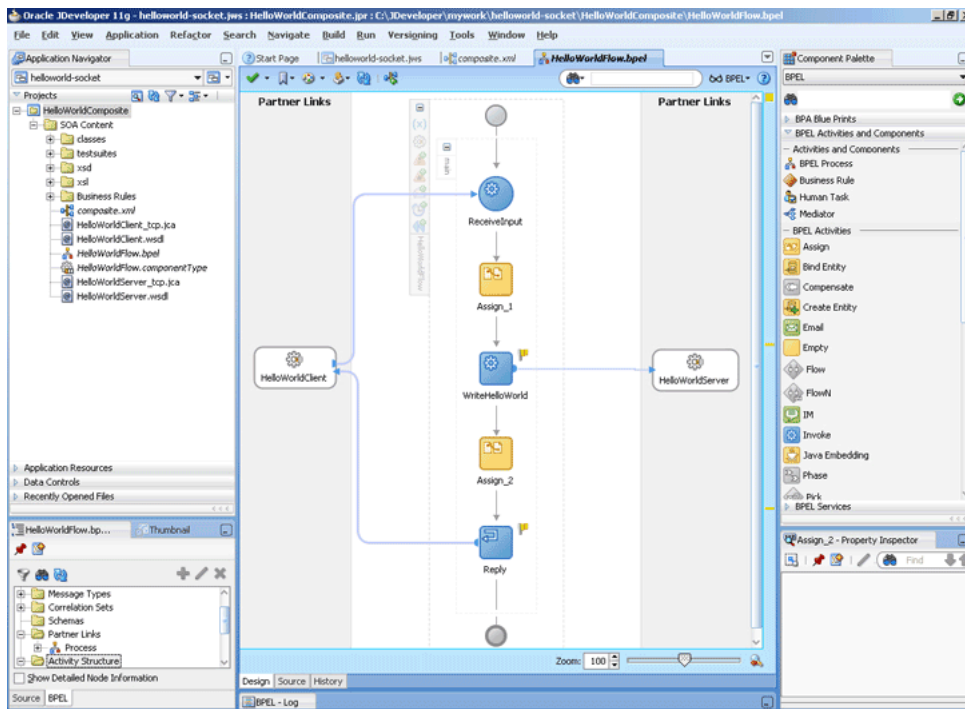 Oracle JDeveloper 11g - helloworld-socket.jws : HelloWorldComposite.jpr : C:\JDeveloper\mywork\helloworld-socket\HelloWorldComposite\HelloWorldFlow.bpel
File Edit View Application Refactor Search Navigate Build Run Versioning Tools Window Help
Application Navigator
helloworld-socket
Projects
HelloWorldComposite
SOA Content
classes
testsuites
xsd
xsl
Business Rules
composite.xml
HelloWorldClient_tcp.jca
HelloWorldClient.wsdl
HelloWorldFlow.bpel
HelloWorldFlow.componentType
HelloWorldServer_tcp.jca
HelloWorldServer.wsdl
Application Resources
Data Controls
Recently Opened Files
HelloWorldFlow.bp... Thumbnail
Message Types
Correlation Sets
Schemas
Partner Links
Process
Activity Structure
Show Detailed Node Information
Source BPEL
Start Page helloworld-socket.jws composite.xml HelloWorldFlow.bpel
BPEL
Partner Links Partner Links
main
HelloWorldFlow
ReceiveInput
Assign_1
HelloWorldClient
WriteHelloWorld
HelloWorldServer
Assign_2
Reply
Zoom: 100
Design Source History
BPEL - Log
Component Palette
BPEL
BPA Blue Prints
BPEL Activities and Components
Activities and Components
BPEL Process
Business Rule
Human Task
Mediator
BPEL Activities
Assign
Bind Entity
Compensate
Create Entity
Email
Empty
Flow
FlowN
IM
Invoke
Java Embedding
Phase
Pick
BPEL Services
Assign_2 - Property Inspector
Find